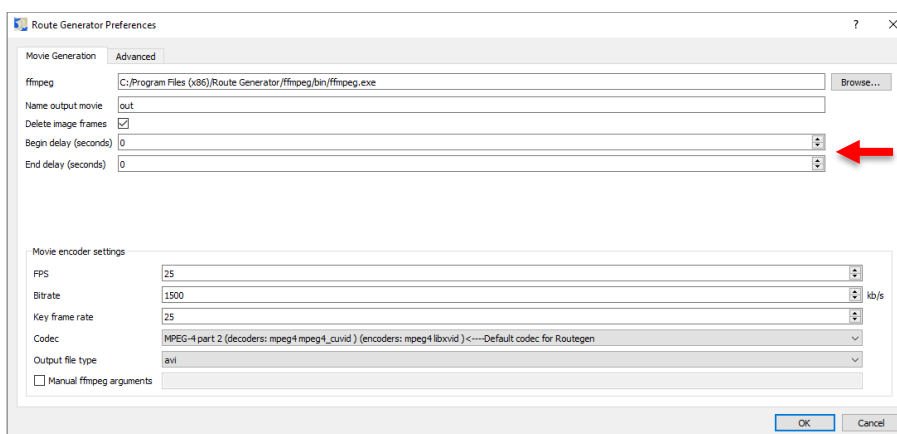 Route Generator Preferences ? X
Movie Generation Advanced
ffmpeg C:/Program Files (x86)/Route Generator/ffmpeg/bin/ffmpeg.exe Browse...
Name output movie out
Delete image frames
Begin delay (seconds) 0
End delay (seconds) 0
Movie encoder settings
FPS 25
Bitrate 1500 kb/s
Key frame rate 25
Codec MPEG-4 part 2 (decoders: mpeg4 mpeg4_cuvid ) (encoders: mpeg4 libxvid ) <----Default codec for Routegen
Output file type avi
Manual ffmpeg arguments
OK Cancel